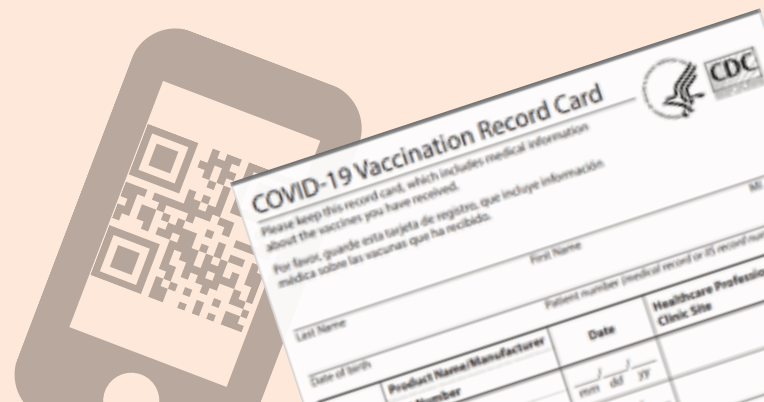 COVID-19 Vaccination Record Card
CDC
Please keep this record card, which includes medical information
about the vaccines you have received.
Por favor, guarde esta tarjeta de registro, que incluye información
médica sobre las vacunas que ha recibido.
Last Name
First Name
MI
Date of birth
Patient number (medical record or IIS record
Product Name/Manufacturer
Number
Date
Healthcare
Clinic Site
mm dd yy